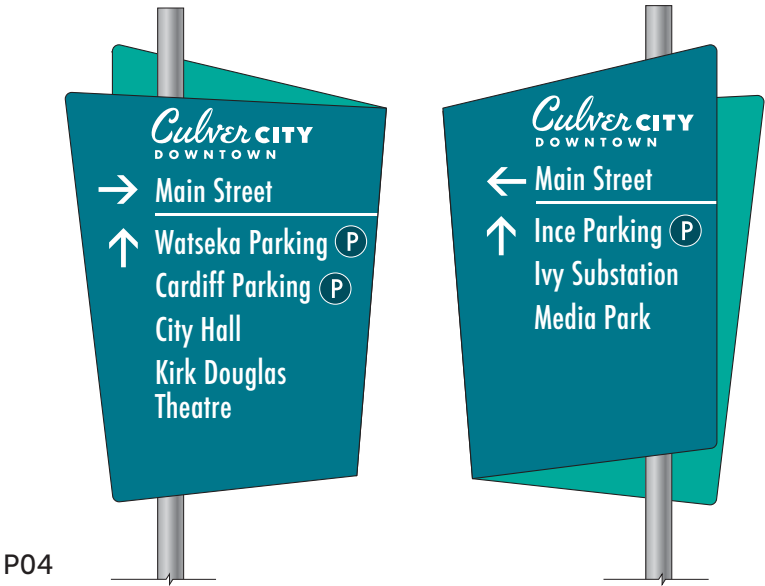 Culver CITY
DOWNTOWN
→ Main Street
↑ Watseka Parking P
Cardiff Parking P
City Hall
Kirk Douglas
Theatre
Culver CITY
DOWNTOWN
← Main Street
↑ Ince Parking P
Ivy Substation
Media Park
P04